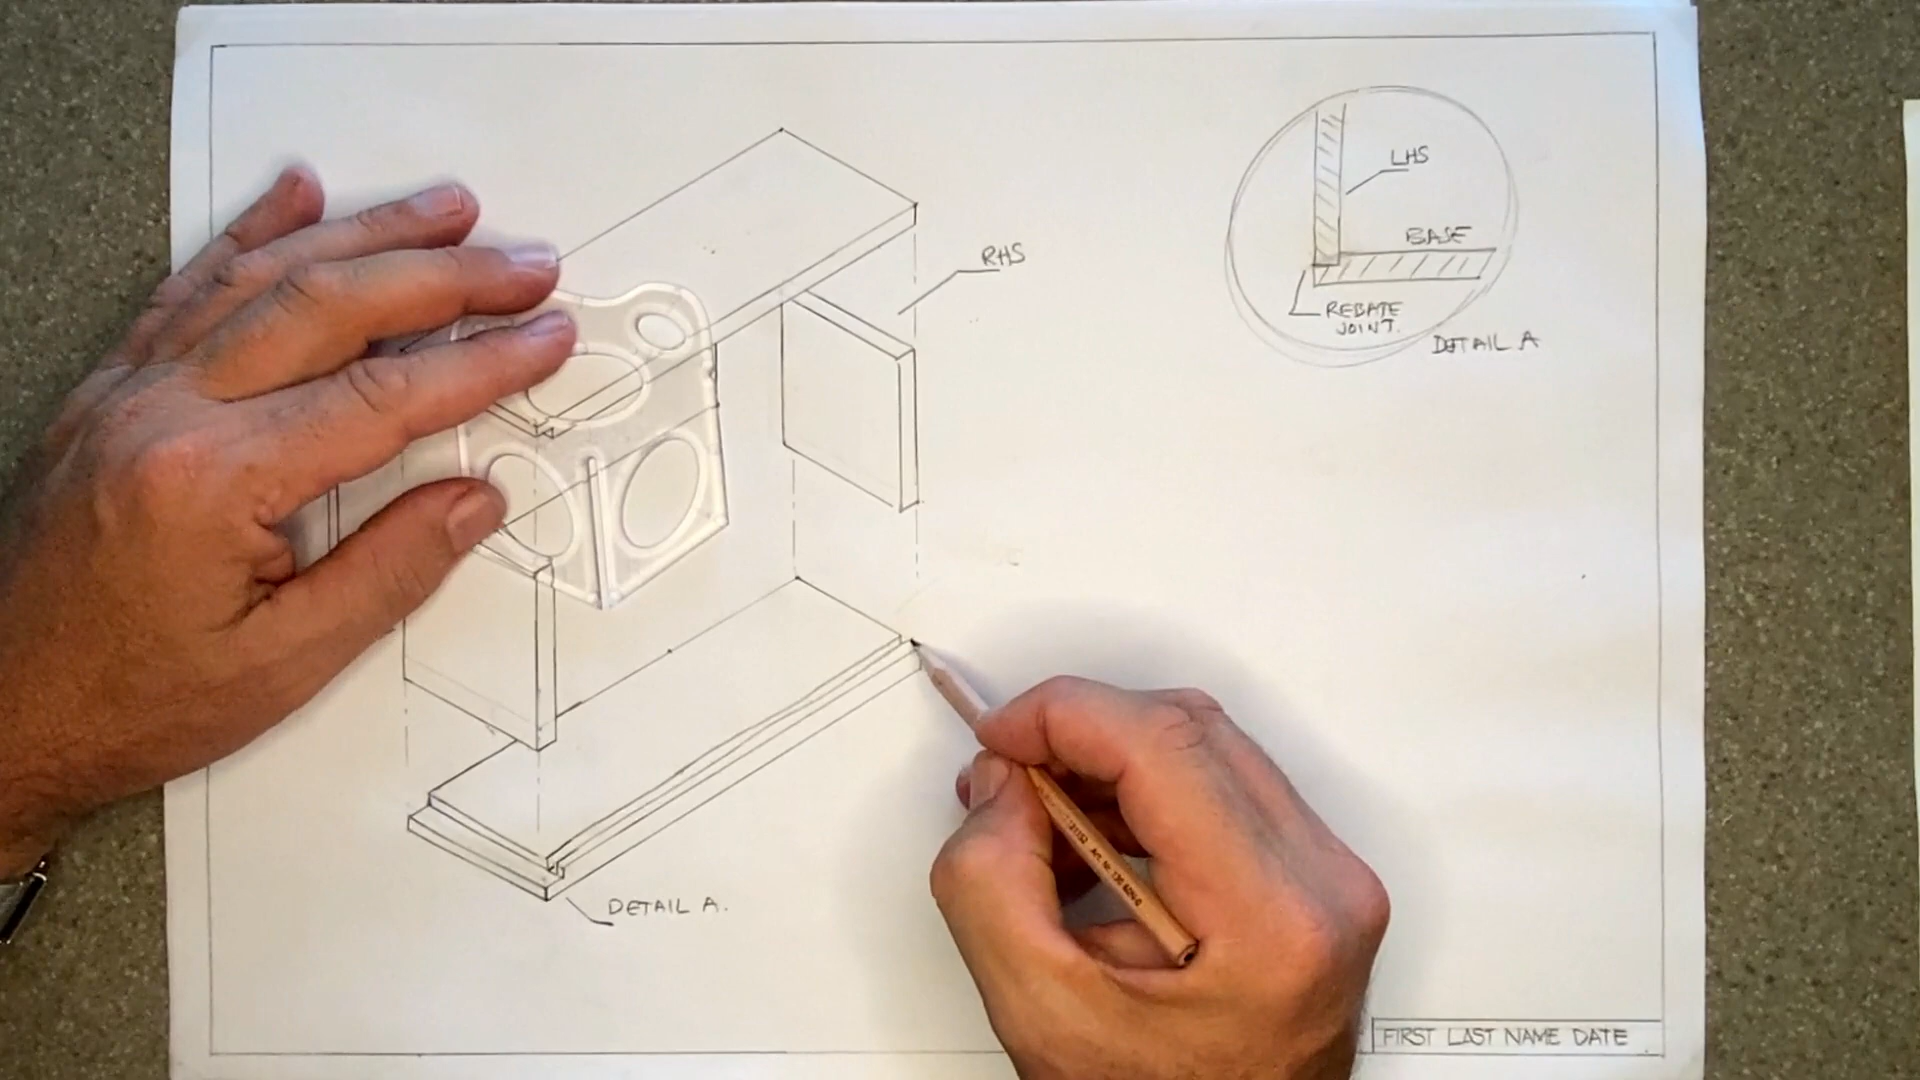 RHS
LHS
BASE
REBATE
JOINT.
DETAIL A
DETAIL A.
FIRST LAST NAME DATE